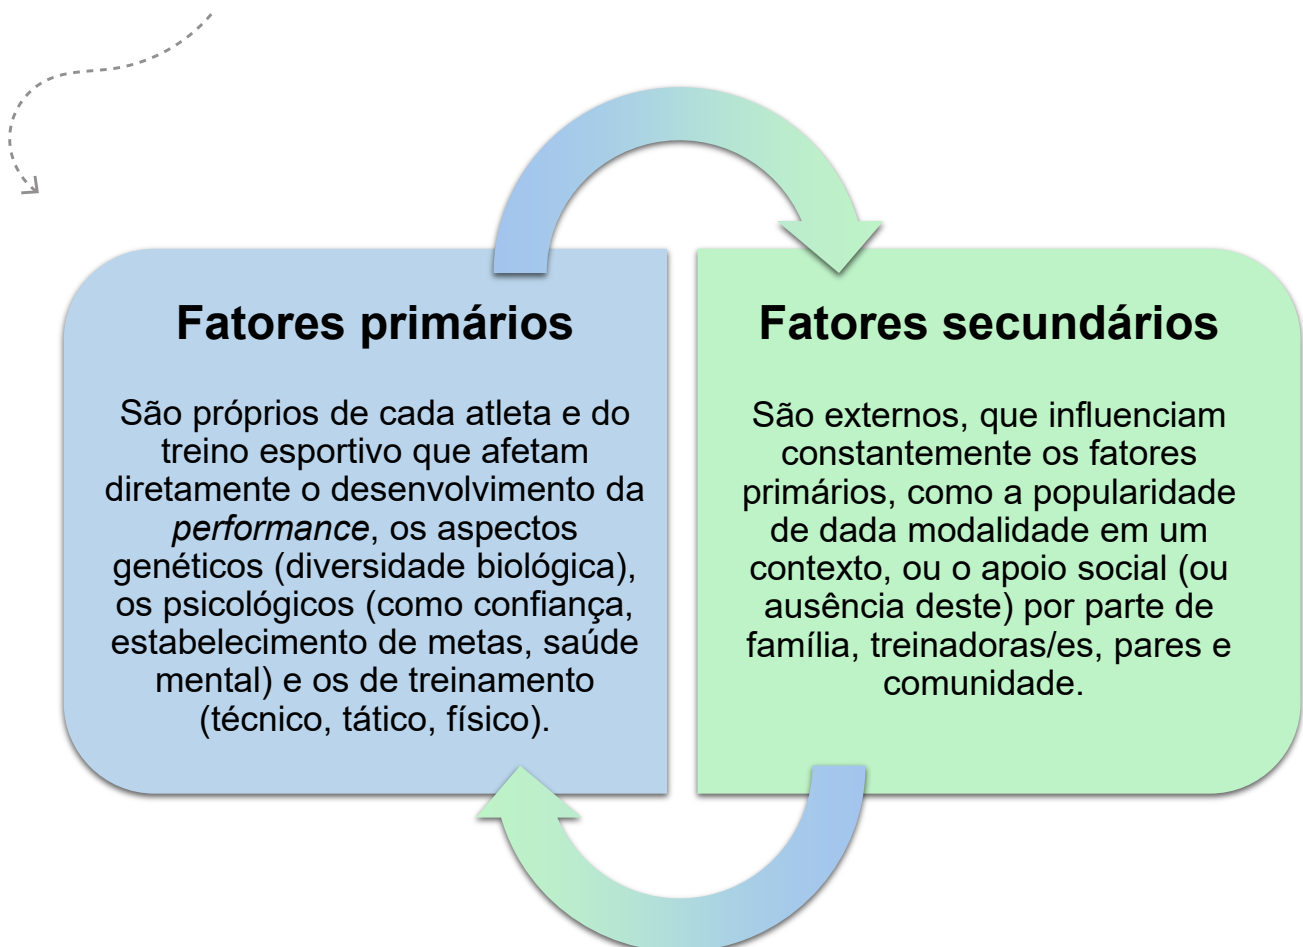 Fatores primários
São próprios de cada atleta e do
treino esportivo que afetam
diretamente o desenvolvimento da
performance, os aspectos
genéticos (diversidade biológica),
os psicológicos (como confiança,
estabelecimento de metas, saúde
mental) e os de treinamento
(técnico, tático, físico).
Fatores secundários
São externos, que influenciam
constantemente os fatores
primários, como a popularidade
de dada modalidade em um
contexto, ou o apoio social (ou
ausência deste) por parte de
família, treinadoras/es, pares e
comunidade.